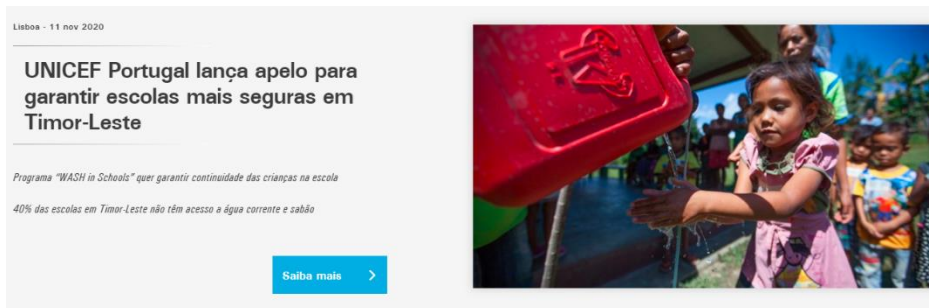 Lisboa - 11 nov 2020
UNICEF Portugal lança apelo para
garantir escolas mais seguras em
Timor-Leste
Programa “WASH in Schools” quer garantir continuidade das crianças na escola
40% das escolas em Timor-Leste não têm acesso a água corrente e sabão
Saiba mais